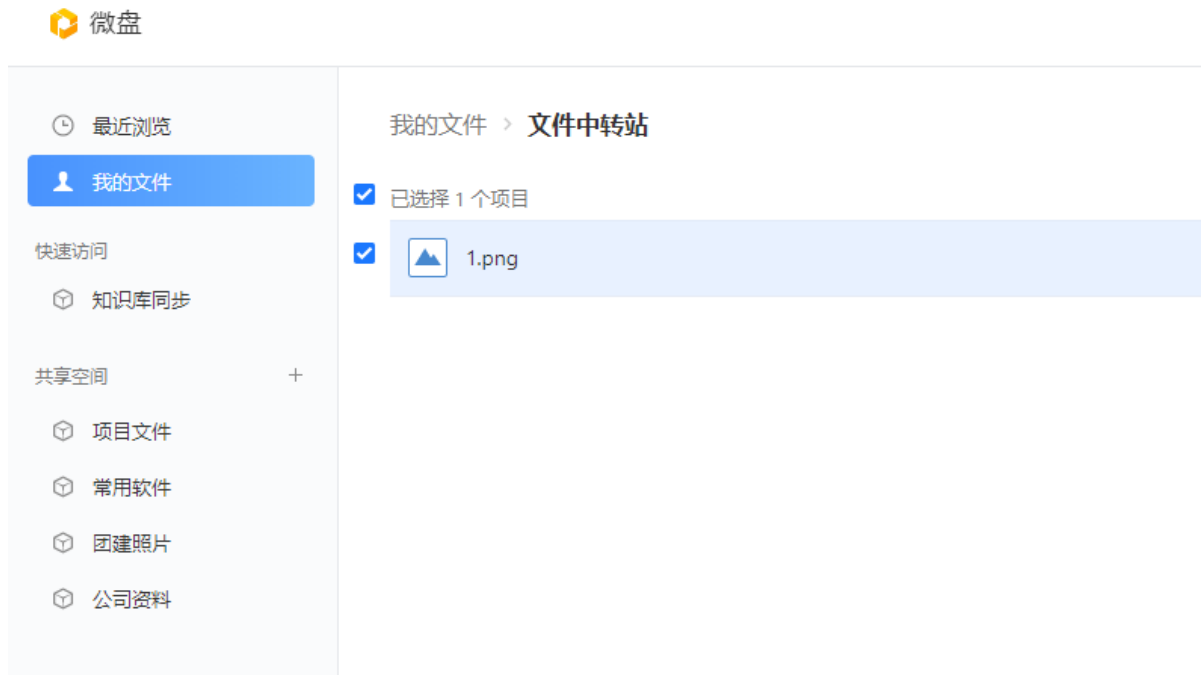 微盘
最近浏览
我的文件
快速访问
知识库同步
共享空间 +
项目文件
常用软件
团建照片
公司资料
我的文件 > 文件中转站
已选择 1 个项目
1.png